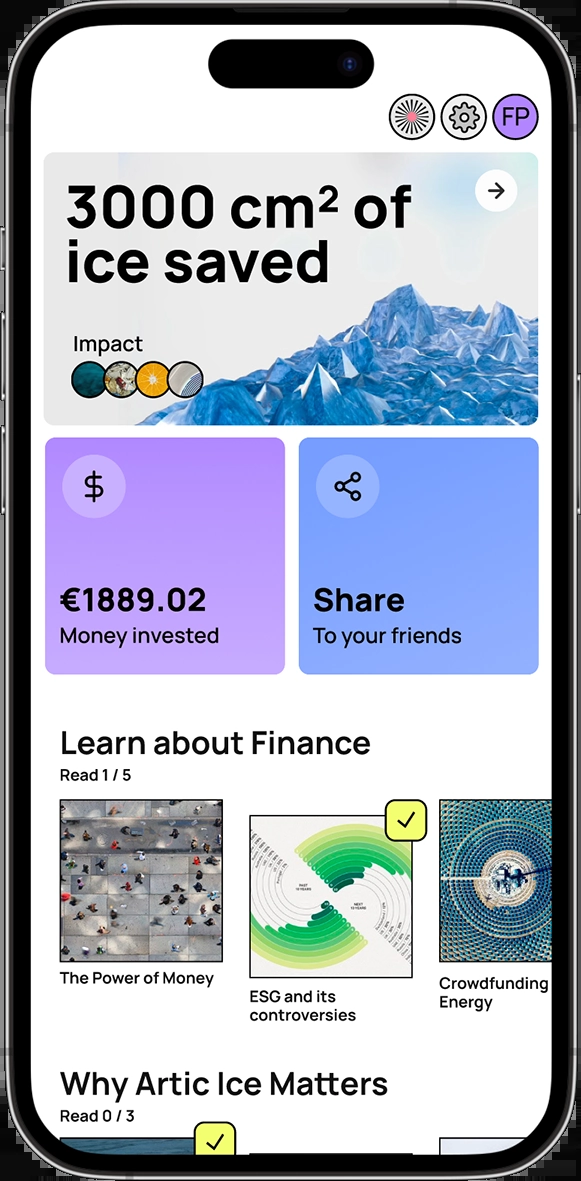 FP
3000 cm² of
ice saved
Impact
€1889.02
Money invested
Share
To your friends
Learn about Finance
Read 1 / 5
PAST
10 YEARS
NEXT
10 YEARS
The Power of Money
ESG and its
controversies
Crowdfunding
Energy
Why Artic Ice Matters
Read 0 / 3